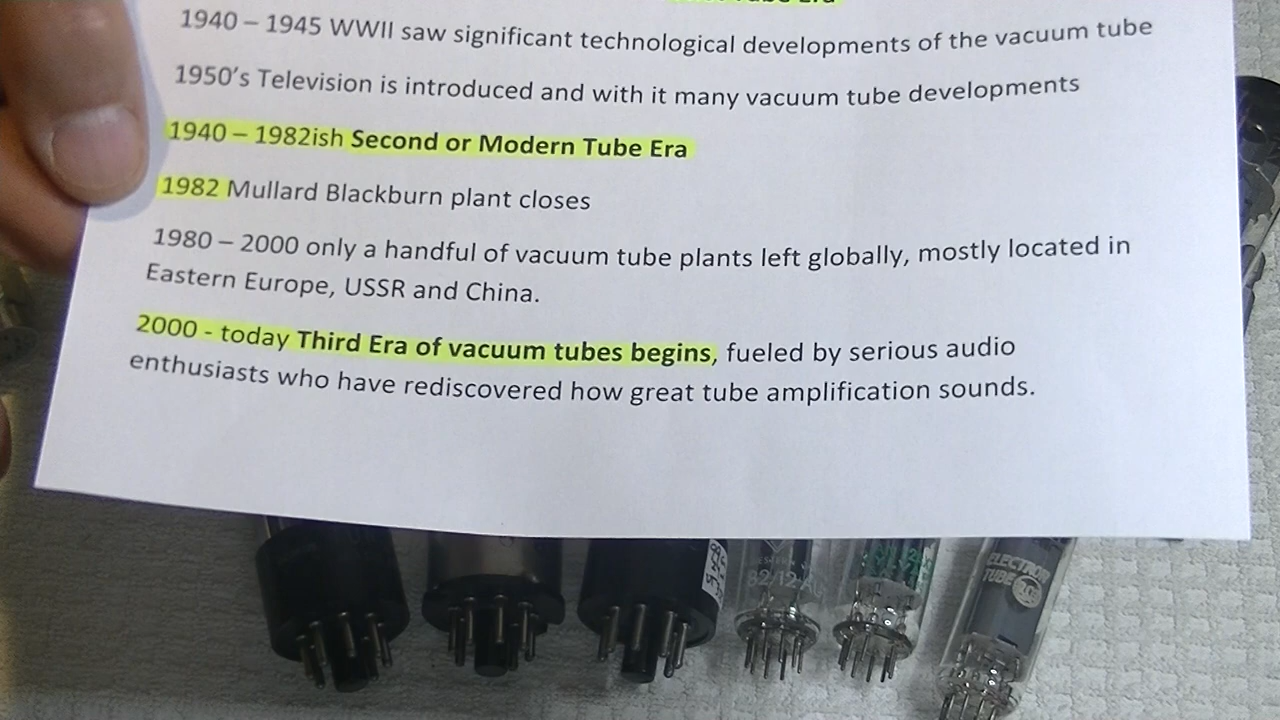 Tube Era
1940 – 1945 WWII saw significant technological developments of the vacuum tube
1950's Television is introduced and with it many vacuum tube developments
1940 – 1982ish Second or Modern Tube Era
1982 Mullard Blackburn plant closes
1980 – 2000 only a handful of vacuum tube plants left globally, mostly located in
Eastern Europe, USSR and China.
2000 - today Third Era of vacuum tubes begins, fueled by serious audio
enthusiasts who have rediscovered how great tube amplification sounds.
ELECTRON
TUBE